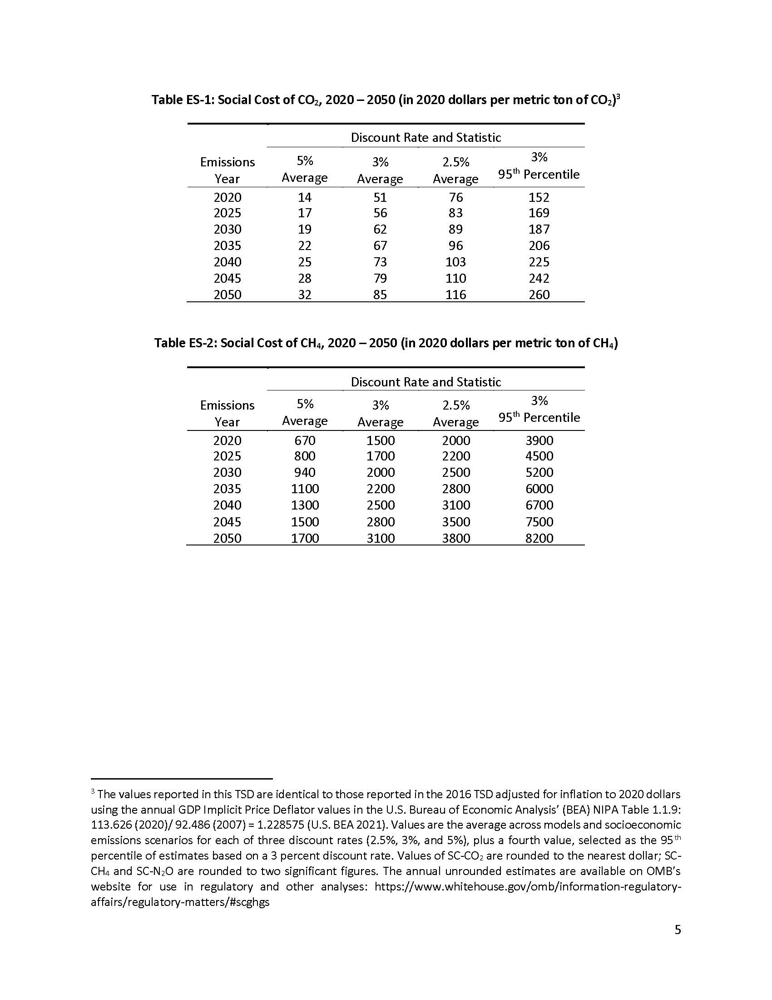 Table ES-1: Social Cost of CO₂, 2020 – 2050 (in 2020 dollars per metric ton of CO₂)³
Discount Rate and Statistic
Emissions Year 5% Average 3% Average 2.5% Average 3% 95th Percentile
2020 14 51 76 152
2025 17 56 83 169
2030 19 62 89 187
2035 22 67 96 206
2040 25 73 103 225
2045 28 79 110 242
2050 32 85 116 260
Table ES-2: Social Cost of CH₄, 2020 – 2050 (in 2020 dollars per metric ton of CH₄)
Discount Rate and Statistic
Emissions Year 5% Average 3% Average 2.5% Average 3% 95th Percentile
2020 670 1500 2000 3900
2025 800 1700 2200 4500
2030 940 2000 2500 5200
2035 1100 2200 2800 6000
2040 1300 2500 3100 6700
2045 1500 2800 3500 7500
2050 1700 3100 3800 8200
³ The values reported in this TSD are identical to those reported in the 2016 TSD adjusted for inflation to 2020 dollars
using the annual GDP Implicit Price Deflator values in the U.S. Bureau of Economic Analysis’ (BEA) NIPA Table 1.1.9:
113.626 (2020)/ 92.486 (2007) = 1.228575 (U.S. BEA 2021). Values are the average across models and socioeconomic
emissions scenarios for each of three discount rates (2.5%, 3%, and 5%), plus a fourth value, selected as the 95th
percentile of estimates based on a 3 percent discount rate. Values of SC-CO₂ are rounded to the nearest dollar; SC-
CH₄ and SC-N₂O are rounded to two significant figures. The annual unrounded estimates are available on OMB’s
website for use in regulatory and other analyses: https://www.whitehouse.gov/omb/information-regulatory-
affairs/regulatory-matters/#scghgs
5